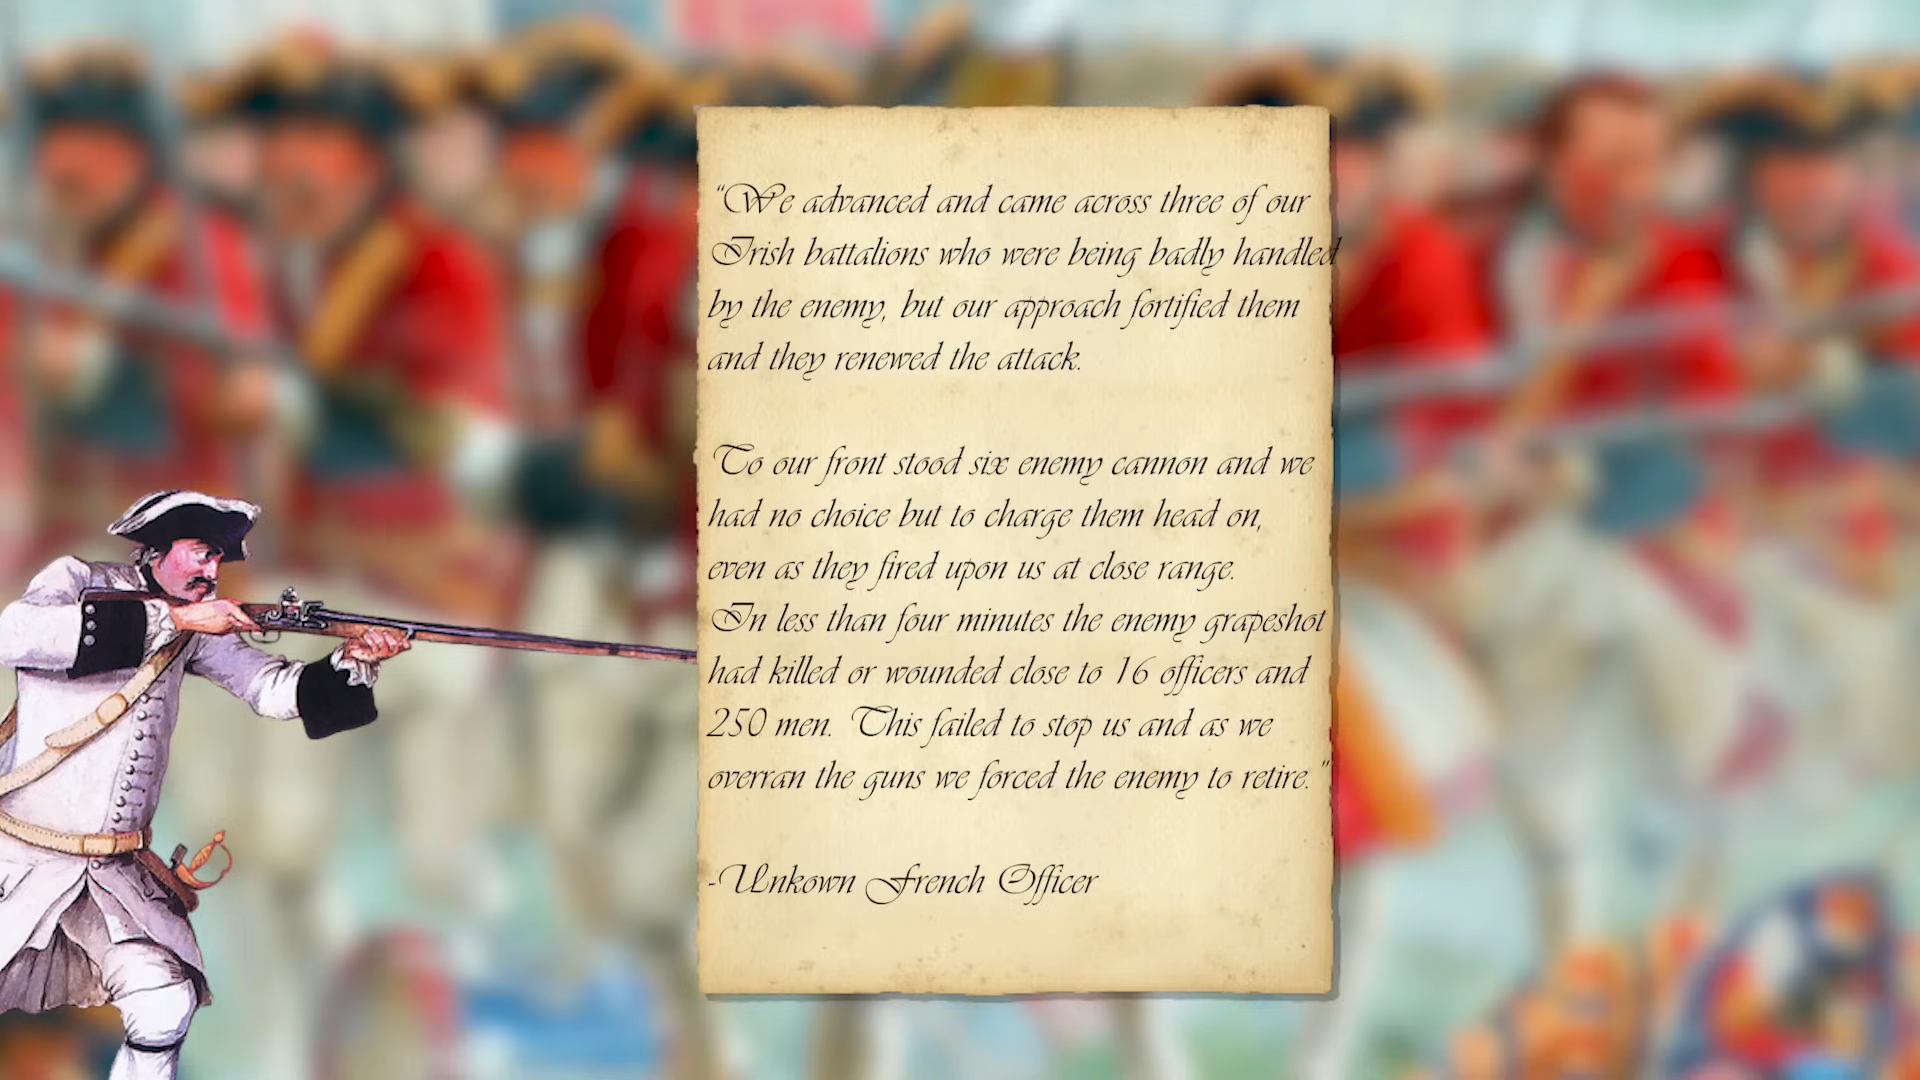 "We advanced and came across three of our
Irish battalions who were being badly handled
by the enemy, but our approach fortified them
and they renewed the attack.
To our front stood six enemy cannon and we
had no choice but to charge them head on,
even as they fired upon us at close range.
In less than four minutes the enemy grapeshot
had killed or wounded close to 16 officers and
250 men. This failed to stop us and as we
overran the guns we forced the enemy to retire."
-Unkown French Officer